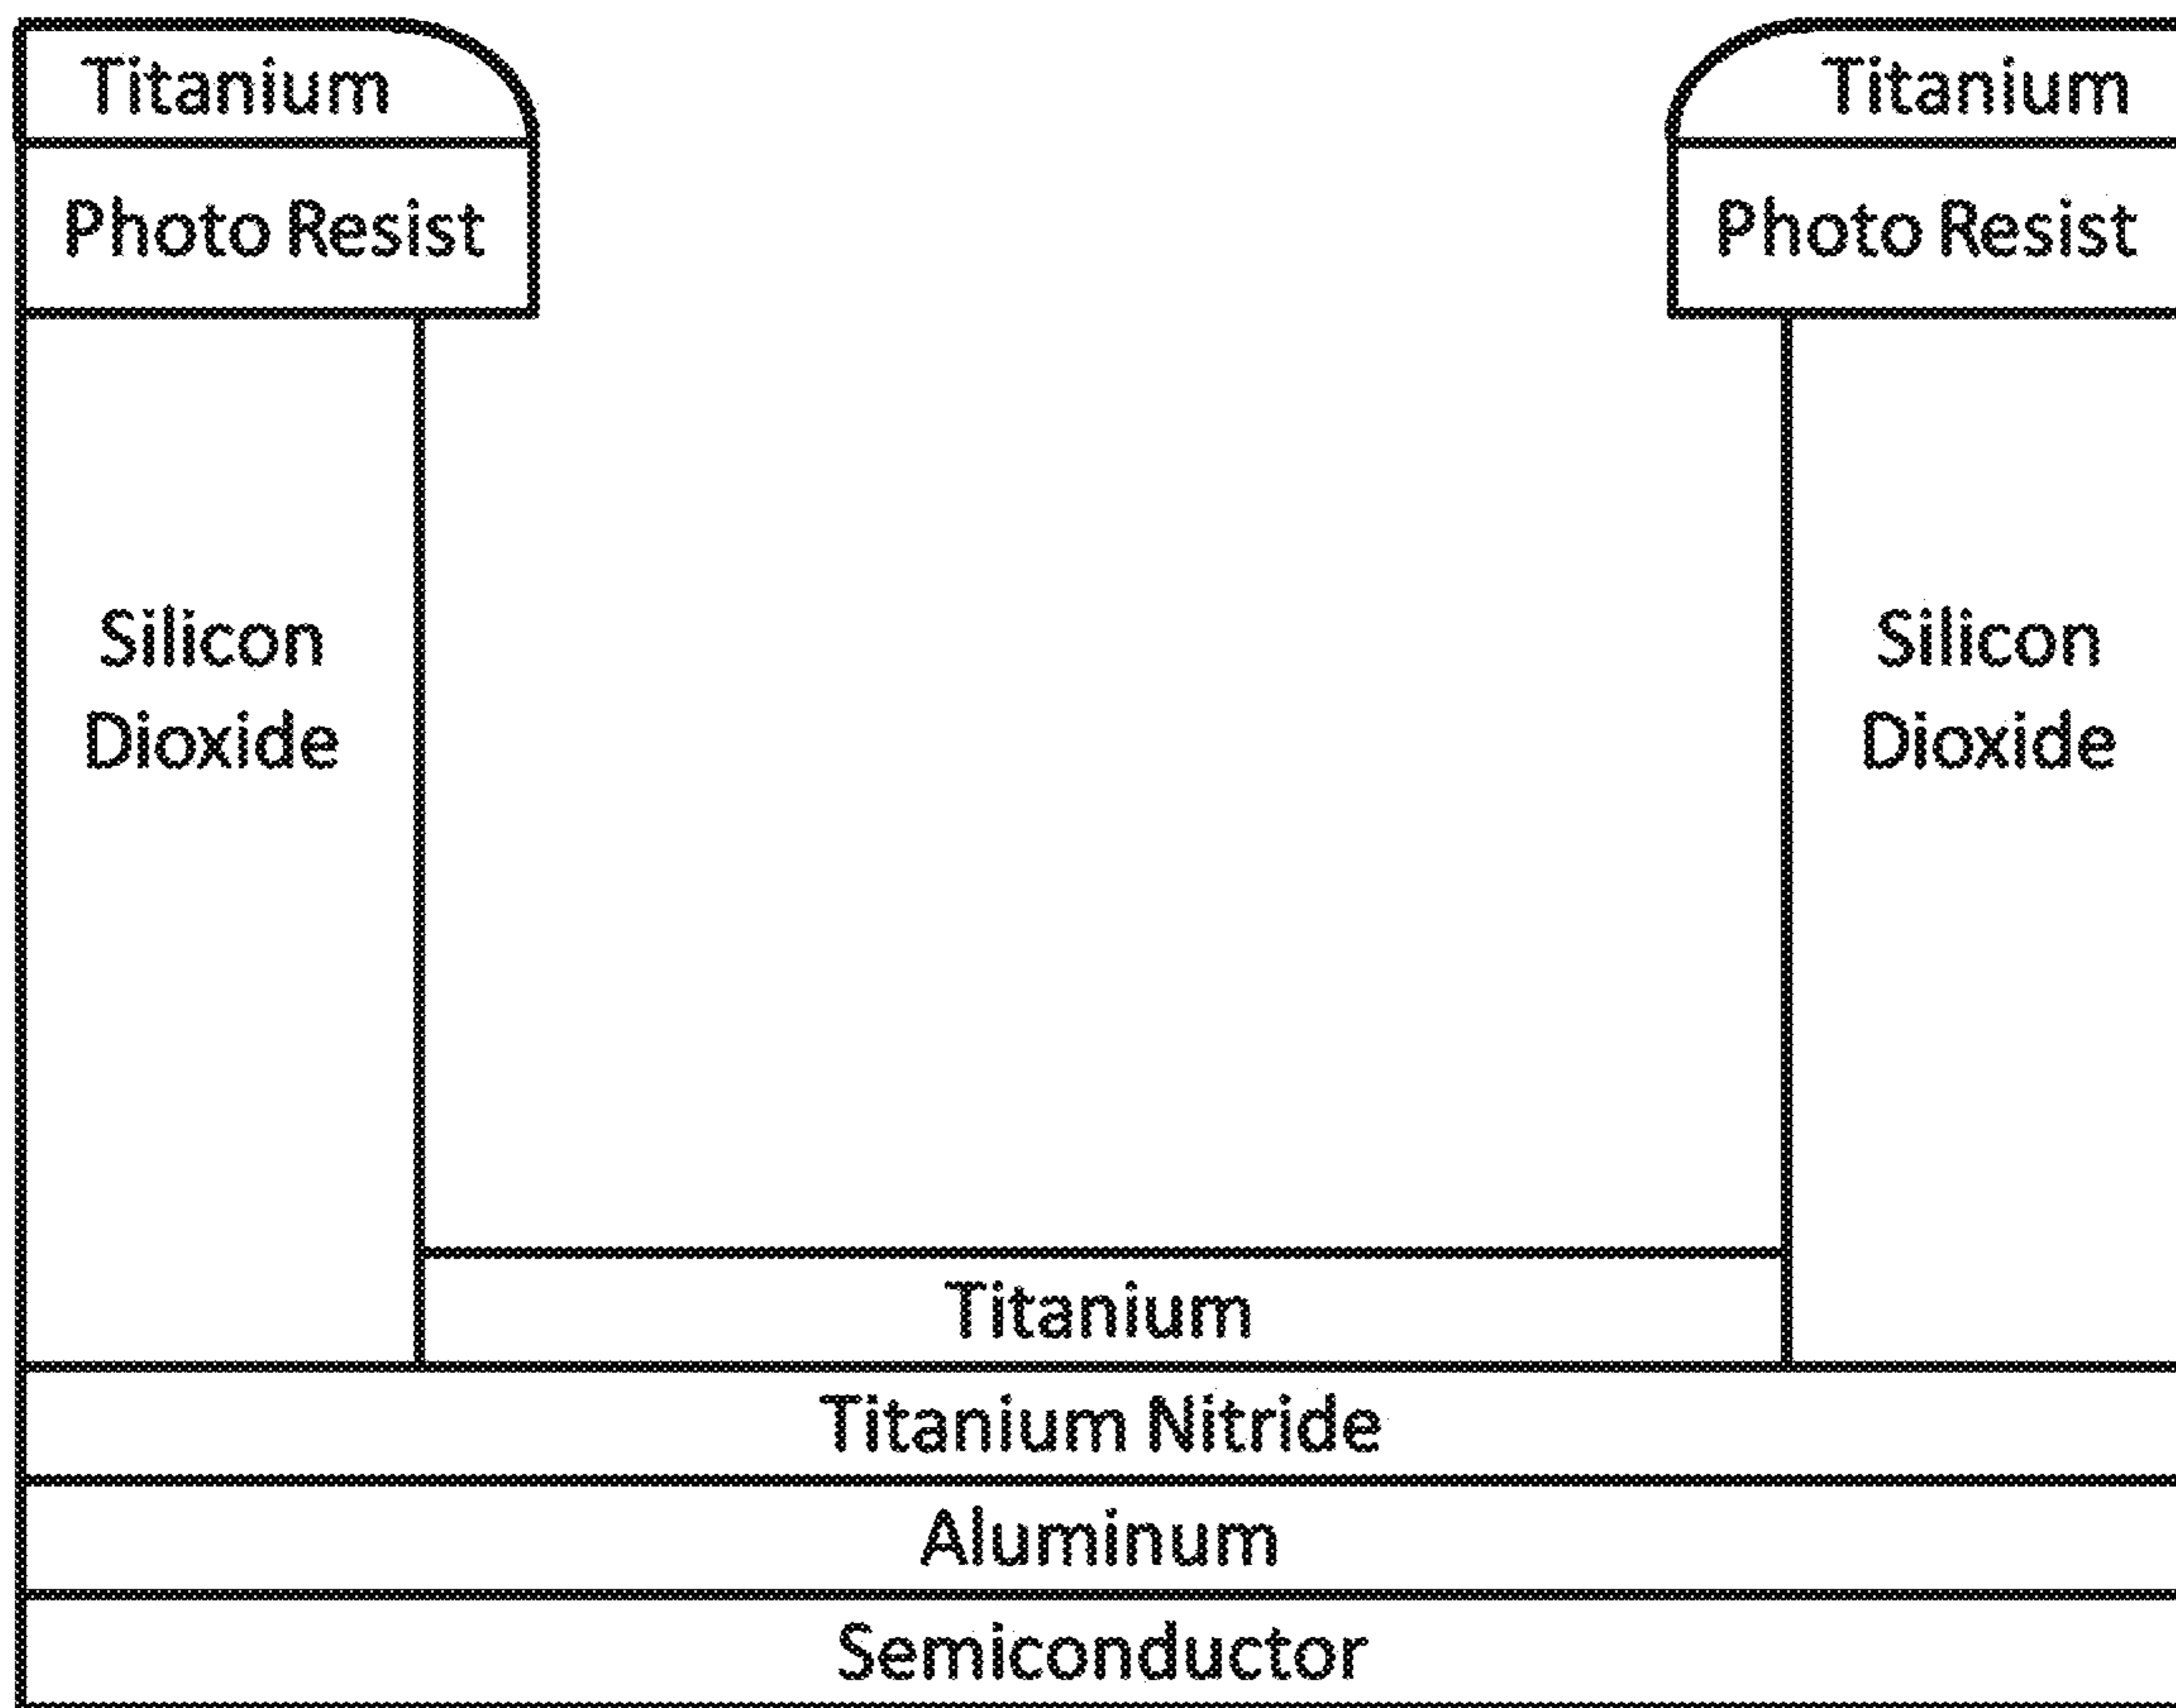 Titanium
Titanium
Photo Resist
Photo Resist
Silicon
Dioxide
Silicon
Dioxide
Titanium
Titanium Nitride
Aluminum
Semiconductor